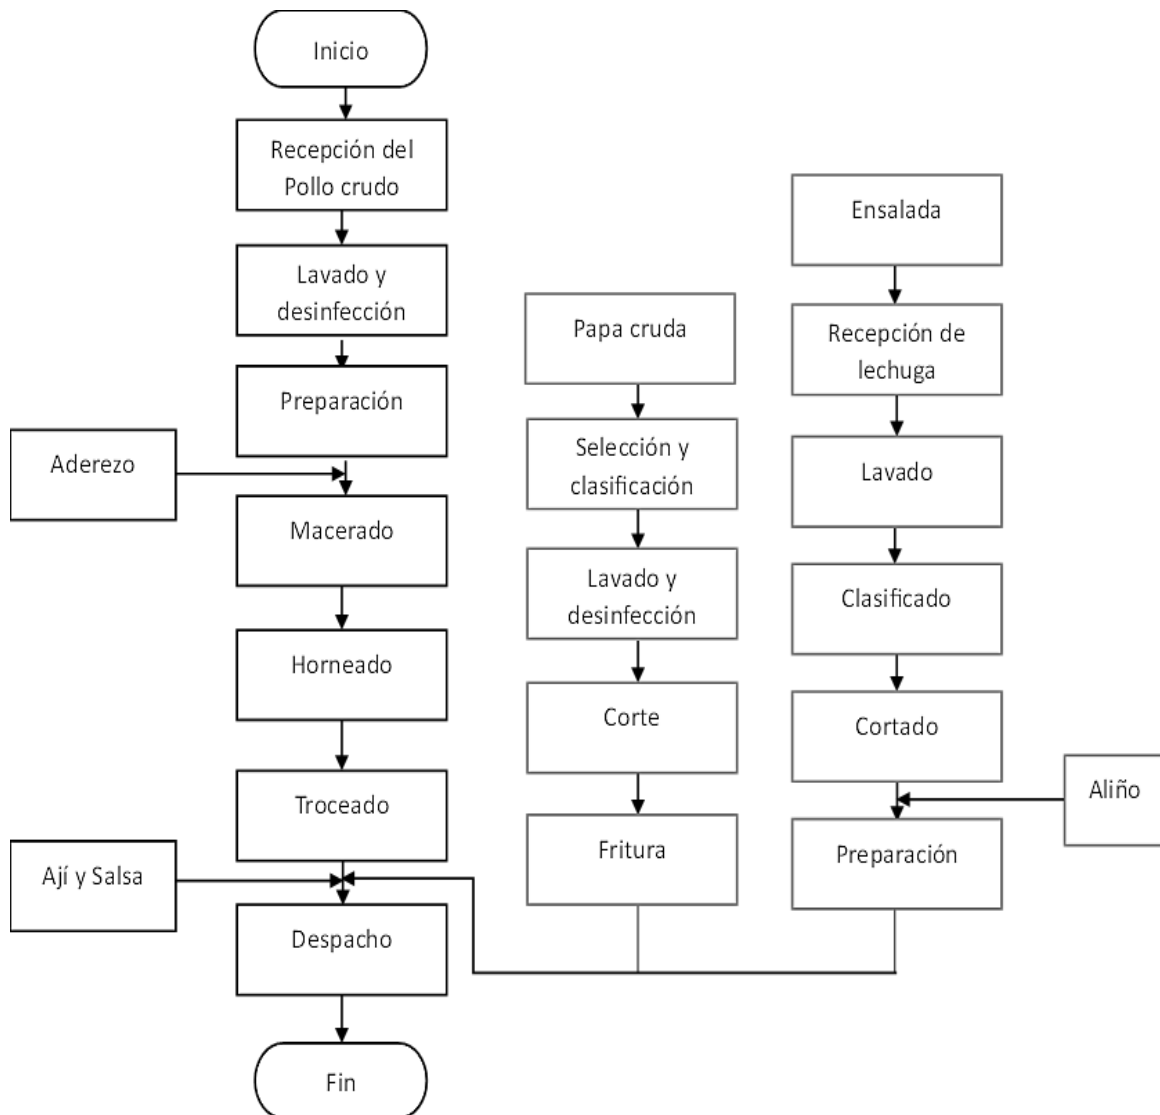 Inicio
Recepción del
Pollo crudo
Lavado y
desinfección
Preparación
Aderezo
Macerado
Horneado
Troceado
Ají y Salsa
Despacho
Fin
Papa cruda
Selección y
clasificación
Lavado y
desinfección
Corte
Fritura
Ensalada
Recepción de
lechuga
Lavado
Clasificado
Cortado
Aliño
Preparación